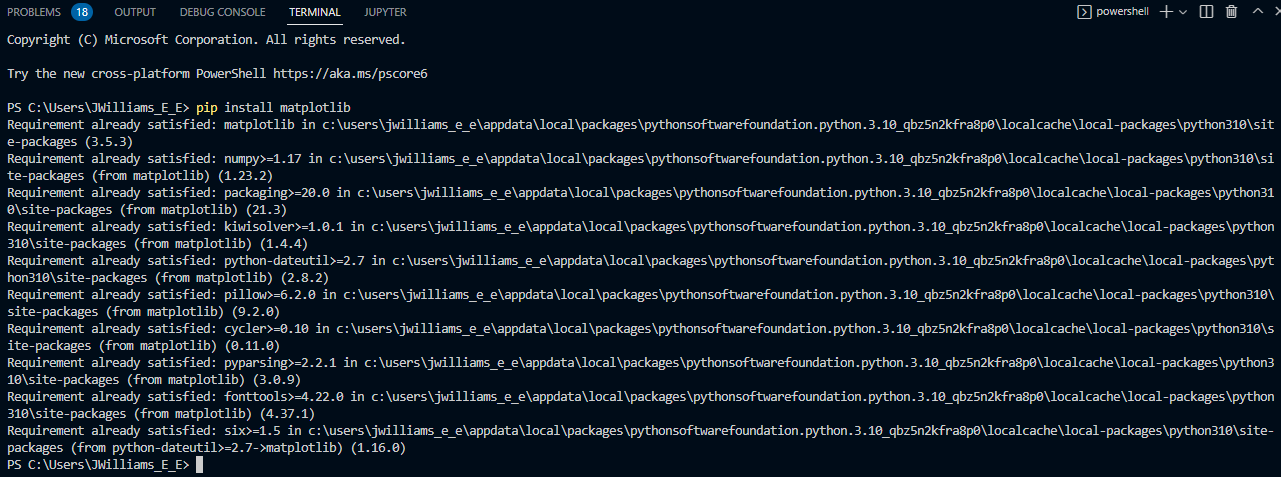 PROBLEMS 18 OUTPUT DEBUG CONSOLE TERMINAL JUPYTER powershell
Copyright (C) Microsoft Corporation. All rights reserved.
Try the new cross-platform PowerShell https://aka.ms/pscore6
PS C:\Users\JWilliams_E_E> pip install matplotlib
Requirement already satisfied: matplotlib in c:\users\jwilliams_e_e\appdata\local\packages\pythonsoftwarefoundation.python.3.10_qbz5n2kfra8p0\localcache\local-packages\python310\sit
e-packages (3.5.3)
Requirement already satisfied: numpy>=1.17 in c:\users\jwilliams_e_e\appdata\local\packages\pythonsoftwarefoundation.python.3.10_qbz5n2kfra8p0\localcache\local-packages\python310\si
te-packages (from matplotlib) (1.23.2)
Requirement already satisfied: packaging>=20.0 in c:\users\jwilliams_e_e\appdata\local\packages\pythonsoftwarefoundation.python.3.10_qbz5n2kfra8p0\localcache\local-packages\python31
0\site-packages (from matplotlib) (21.3)
Requirement already satisfied: kiwisolver>=1.0.1 in c:\users\jwilliams_e_e\appdata\local\packages\pythonsoftwarefoundation.python.3.10_qbz5n2kfra8p0\localcache\local-packages\python
310\site-packages (from matplotlib) (1.4.4)
Requirement already satisfied: python-dateutil>=2.7 in c:\users\jwilliams_e_e\appdata\local\packages\pythonsoftwarefoundation.python.3.10_qbz5n2kfra8p0\localcache\local-packages\pyt
hon310\site-packages (from matplotlib) (2.8.2)
Requirement already satisfied: pillow>=6.2.0 in c:\users\jwilliams_e_e\appdata\local\packages\pythonsoftwarefoundation.python.3.10_qbz5n2kfra8p0\localcache\local-packages\python310\
site-packages (from matplotlib) (9.2.0)
Requirement already satisfied: cycler>=0.10 in c:\users\jwilliams_e_e\appdata\local\packages\pythonsoftwarefoundation.python.3.10_qbz5n2kfra8p0\localcache\local-packages\python310\s
ite-packages (from matplotlib) (0.11.0)
Requirement already satisfied: pyparsing>=2.2.1 in c:\users\jwilliams_e_e\appdata\local\packages\pythonsoftwarefoundation.python.3.10_qbz5n2kfra8p0\localcache\local-packages\python3
10\site-packages (from matplotlib) (3.0.9)
Requirement already satisfied: fonttools>=4.22.0 in c:\users\jwilliams_e_e\appdata\local\packages\pythonsoftwarefoundation.python.3.10_qbz5n2kfra8p0\localcache\local-packages\python
310\site-packages (from matplotlib) (4.37.1)
Requirement already satisfied: six>=1.5 in c:\users\jwilliams_e_e\appdata\local\packages\pythonsoftwarefoundation.python.3.10_qbz5n2kfra8p0\localcache\local-packages\python310\site-
packages (from python-dateutil>=2.7->matplotlib) (1.16.0)
PS C:\Users\JWilliams_E_E>